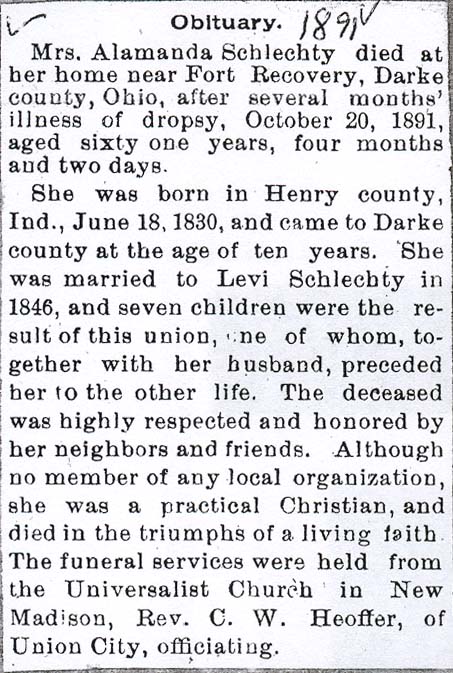 Obituary. 1891
Mrs. Alamanda Schlechty died at
her home near Fort Recovery, Darke
county, Ohio, after several months'
illness of dropsy, October 20, 1891,
aged sixty one years, four months
and two days.
She was born in Henry county,
Ind., June 18, 1830, and came to Darke
county at the age of ten years. She
was married to Levi Schlechty in
1846, and seven children were the re-
sult of this union, one of whom, to-
gether with her husband, preceded
her to the other life. The deceased
was highly respected and honored by
her neighbors and friends. Although
no member of any local organization,
she was a practical Christian, and
died in the triumphs of a living faith.
The funeral services were held from
the Universalist Church in New
Madison, Rev. C. W. Heoffer, of
Union City, officiating.